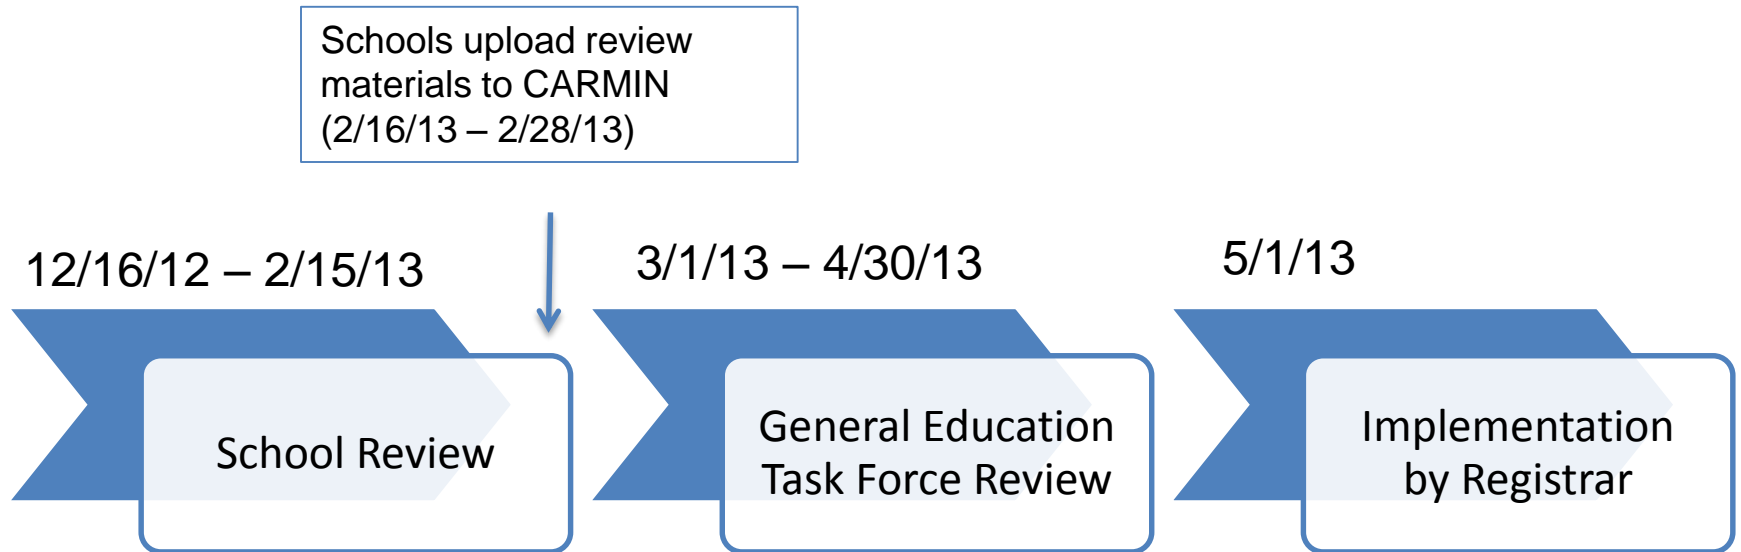 Schools upload review
materials to CARMIN
(2/16/13 – 2/28/13)
12/16/12 – 2/15/13
3/1/13 – 4/30/13
5/1/13
School Review
General Education
Task Force Review
Implementation
by Registrar